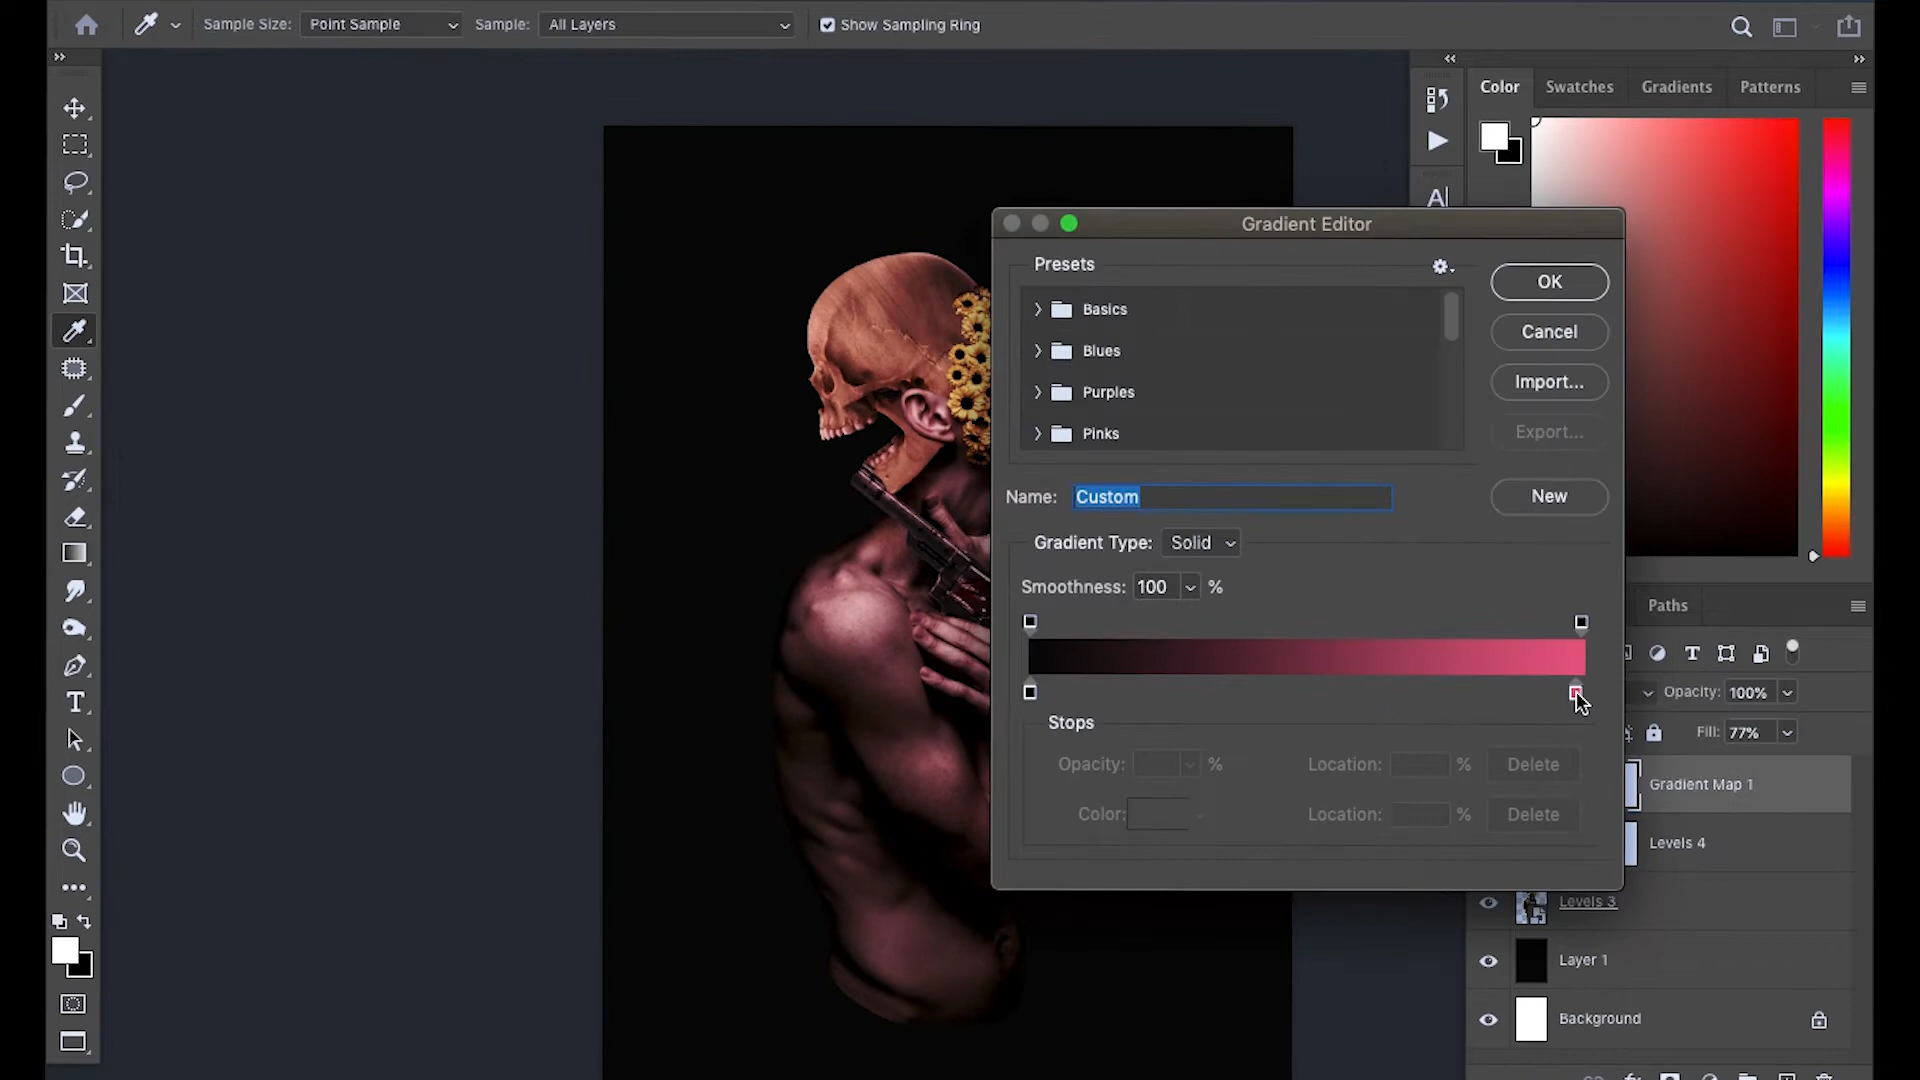 Sample Size: Point Sample Sample: All Layers Show Sampling Ring
Color Swatches Gradients Patterns
A|
Gradient Editor
Presets
Basics
Blues
Purples
Pinks
OK
Cancel
Import...
Export...
Name: Custom
New
Gradient Type: Solid
Smoothness: 100 %
Stops
Opacity: % Location: % Delete
Color: Location: % Delete
Paths
T
Opacity: 100%
Fill: 77%
Gradient Map 1
Levels 4
Levels 3
Layer 1
Background
T